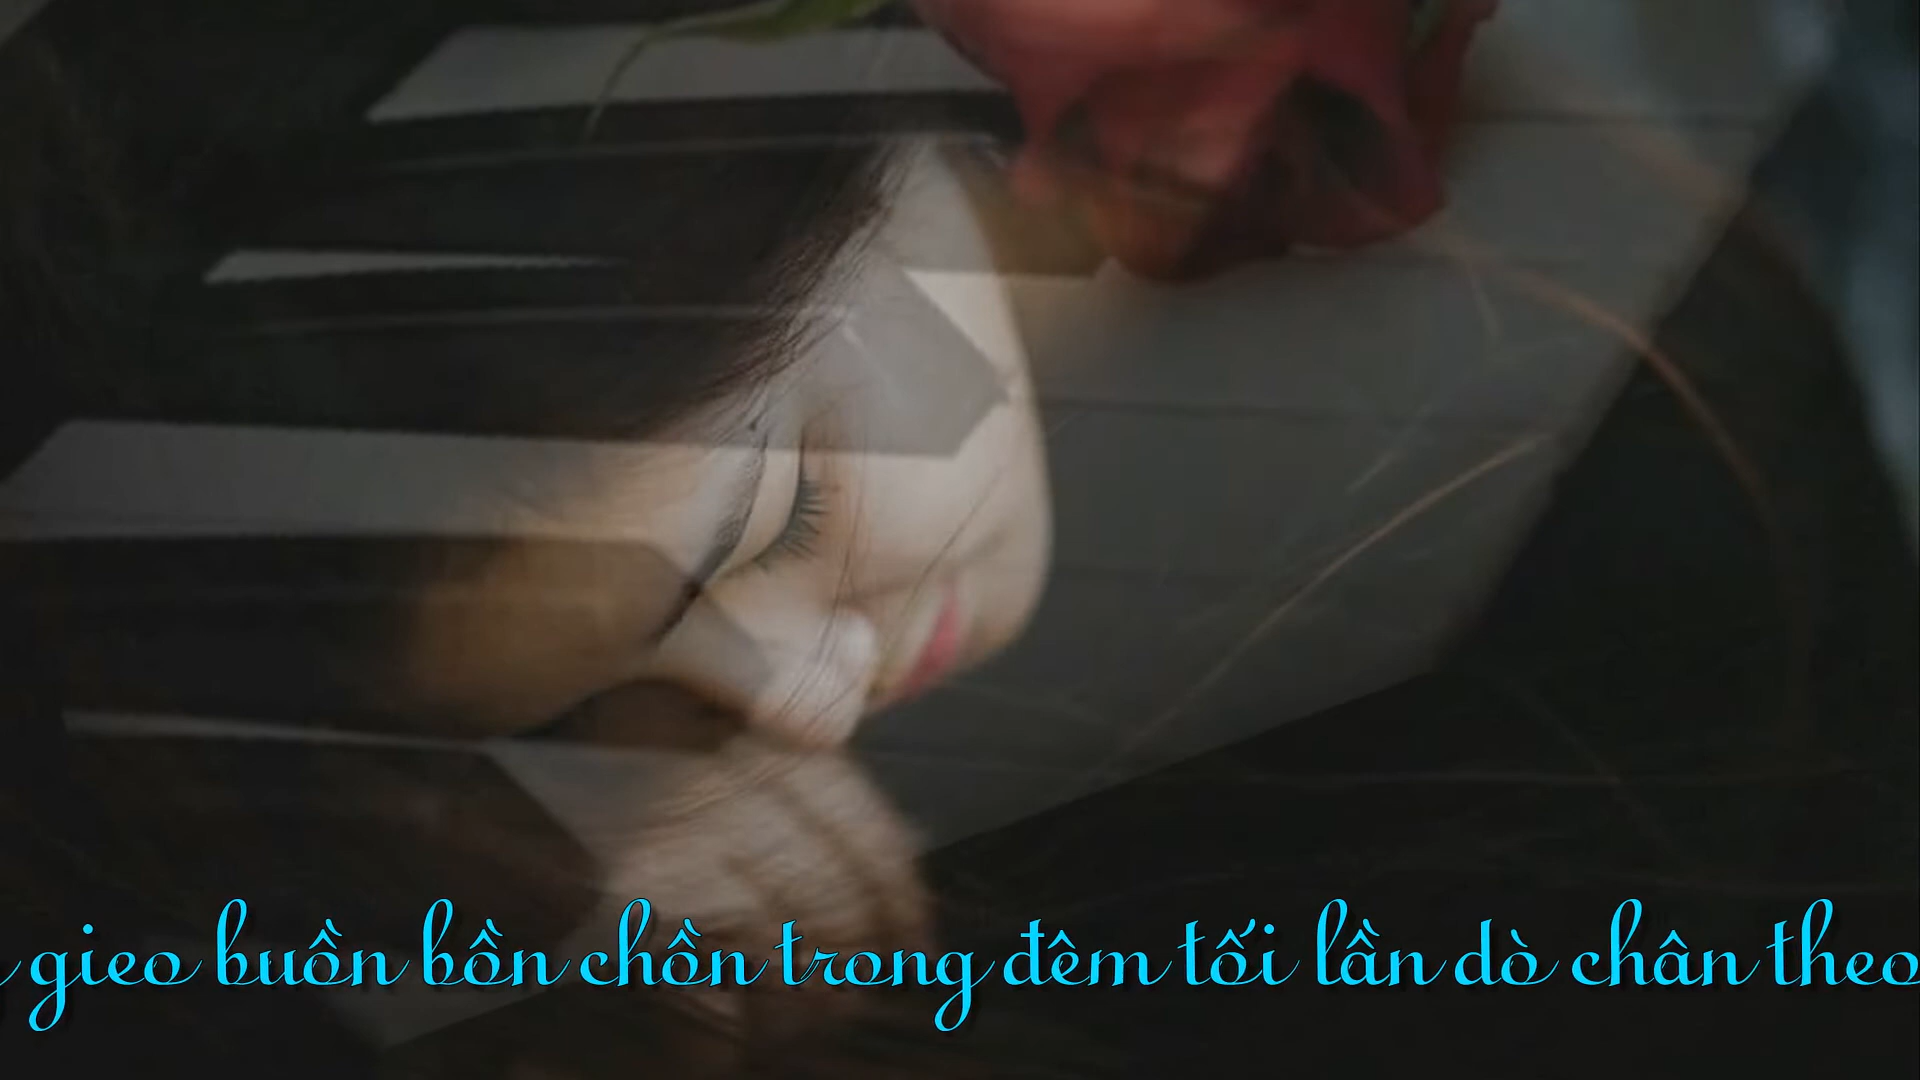 gieo buồn bồn chồn trong đêm tối lần dò chân theo